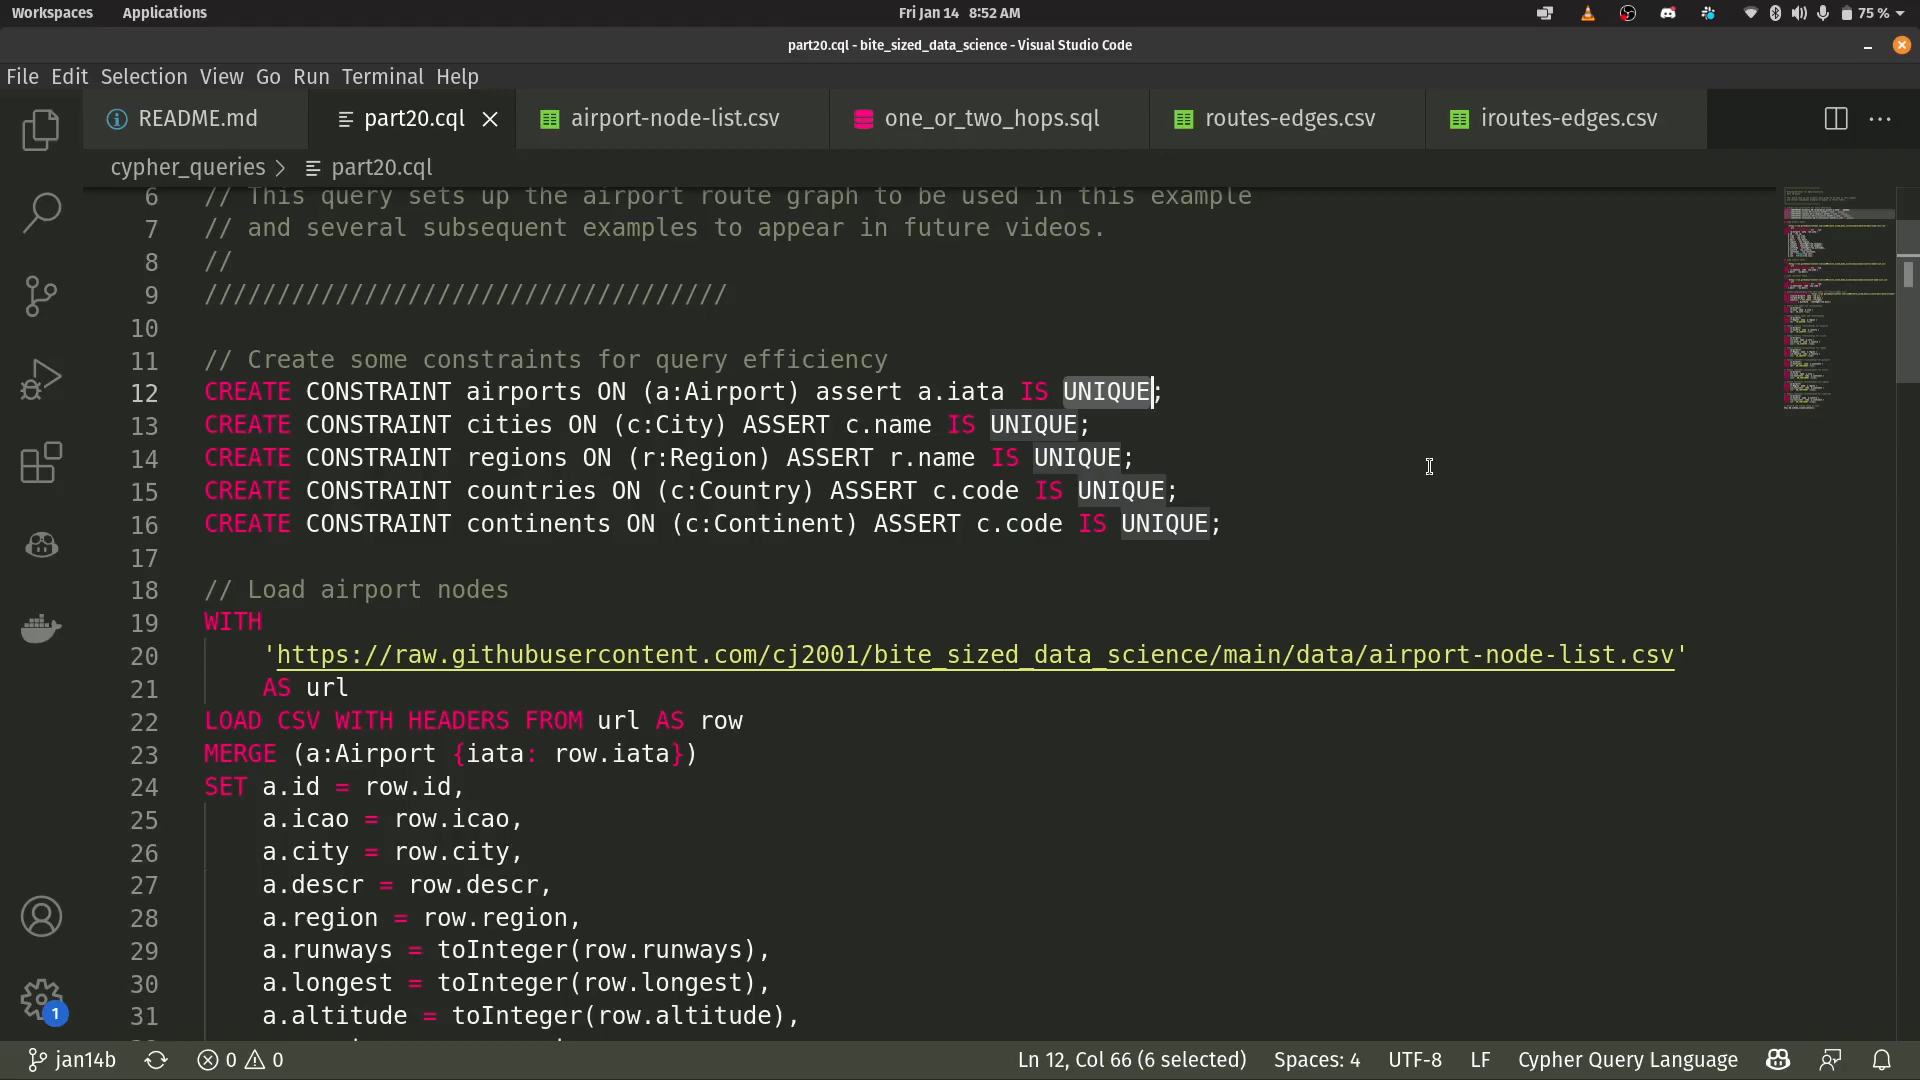 Workspaces Applications Fri Jan 14 8:52 AM 75 %
part20.cql - bite_sized_data_science - Visual Studio Code
File Edit Selection View Go Run Terminal Help
README.md part20.cql airport-node-list.csv one_or_two_hops.sql routes-edges.csv iroutes-edges.csv
cypher_queries > part20.cql
6 // This query sets up the airport route graph to be used in this example
7 // and several subsequent examples to appear in future videos.
8 //
9 ////////////////////////////////////
10
11 // Create some constraints for query efficiency
12 CREATE CONSTRAINT airports ON (a:Airport) assert a.iata IS UNIQUE;
13 CREATE CONSTRAINT cities ON (c:City) ASSERT c.name IS UNIQUE;
14 CREATE CONSTRAINT regions ON (r:Region) ASSERT r.name IS UNIQUE;
15 CREATE CONSTRAINT countries ON (c:Country) ASSERT c.code IS UNIQUE;
16 CREATE CONSTRAINT continents ON (c:Continent) ASSERT c.code IS UNIQUE;
17
18 // Load airport nodes
19 WITH
20 'https://raw.githubusercontent.com/cj2001/bite_sized_data_science/main/data/airport-node-list.csv'
21 AS url
22 LOAD CSV WITH HEADERS FROM url AS row
23 MERGE (a:Airport {iata: row.iata})
24 SET a.id = row.id,
25 a.icao = row.icao,
26 a.city = row.city,
27 a.descr = row.descr,
28 a.region = row.region,
29 a.runways = toInteger(row.runways),
30 a.longest = toInteger(row.longest),
31 a.altitude = toInteger(row.altitude),
1
jan14b 0 0 Ln 12, Col 66 (6 selected) Spaces: 4 UTF-8 LF Cypher Query Language